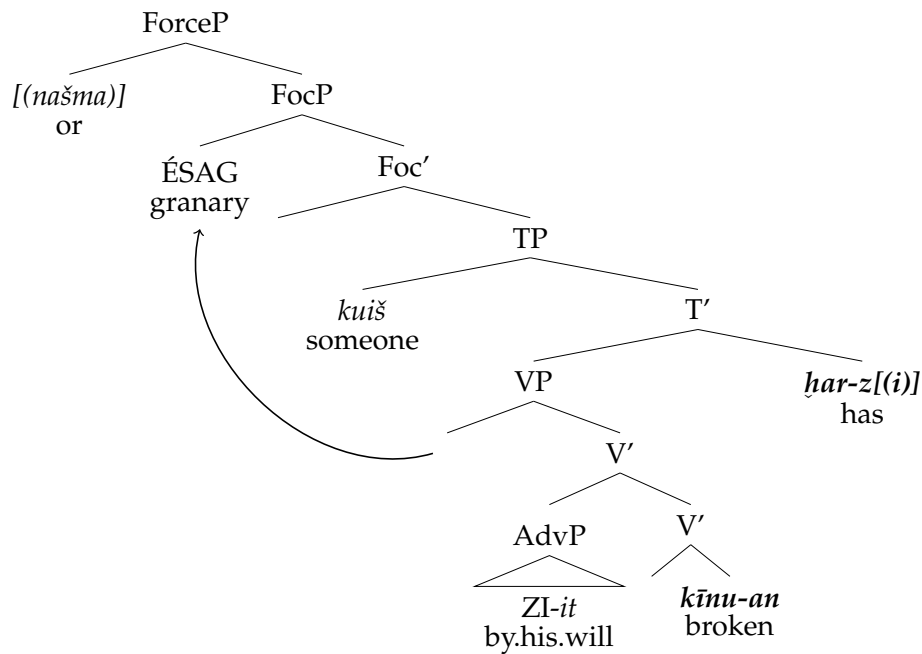 ForceP
[(našma)]
or
FocP
ÉSAG
granary
Foc’
TP
kuiš
someone
T’
VP
ḫar-z[(i)]
has
V’
AdvP
V’
ZI-it
by.his.will
kīnu-an
broken